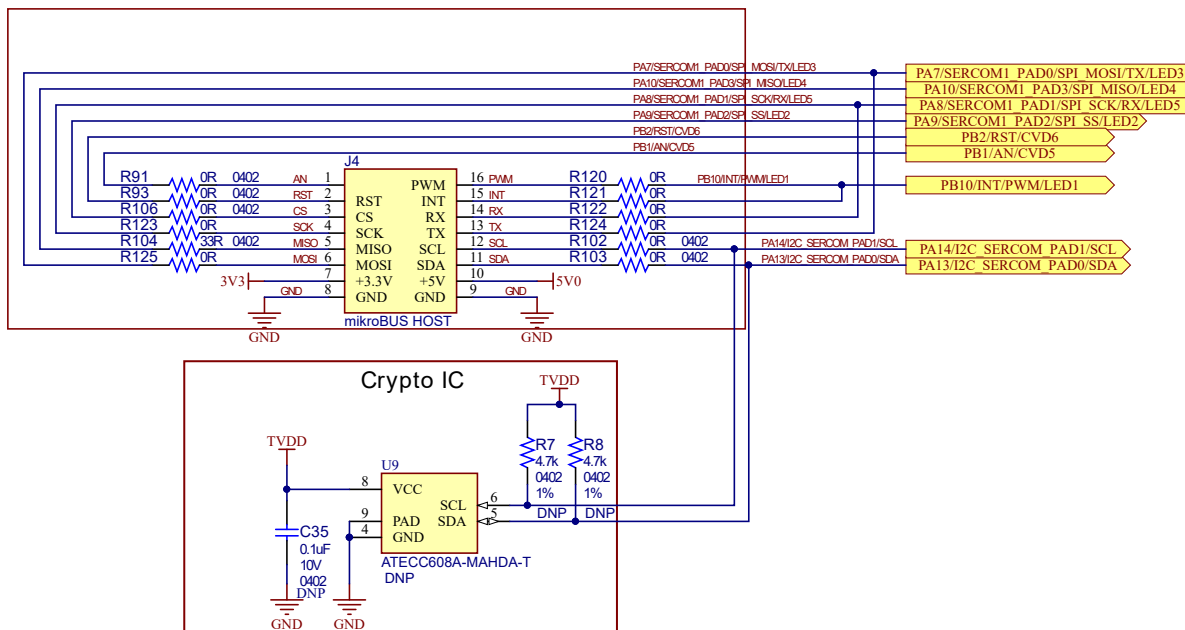 PA7/SERCOM1_PAD0/SPI_MOSI/TX/LED3 PA7/SERCOM1_PAD0/SPI_MOSI/TX/LED3
PA10/SERCOM1_PAD3/SPI_MISO/LED4 PA10/SERCOM1_PAD3/SPI_MISO/LED4
PA8/SERCOM1_PAD1/SPI_SCK/RX/LED5 PA8/SERCOM1_PAD1/SPI_SCK/RX/LED5
PA9/SERCOM1_PAD2/SPI_SS/LED2 PA9/SERCOM1_PAD2/SPI_SS/LED2
PB2/RST/CVD6 PB2/RST/CVD6
PB1/AN/CVD5 PB1/AN/CVD5
J4
R91 0R 0402 AN 1 PWM 16 PWM R120 0R PB10/INT/PWM/LED1 PB10/INT/PWM/LED1
R93 0R 0402 RST 2 RST INT 15 INT R121 0R
R106 0R 0402 CS 3 CS RX 14 RX R122 0R
R123 0R SCK 4 SCK TX 13 TX R124 0R
R104 33R 0402 MISO 5 MISO SCL 12 SCL R102 0R 0402 PA14/I2C_SERCOM_PAD1/SCL PA14/I2C_SERCOM_PAD1/SCL
R125 0R MOSI 6 MOSI SDA 11 SDA R103 0R 0402 PA13/I2C_SERCOM_PAD0/SDA PA13/I2C_SERCOM_PAD0/SDA
3V3 7 +3.3V +5V 10 5V0
GND 8 GND GND 9 GND
mikroBUS HOST
GND GND
Crypto IC
TVDD
R7 R8
4.7k 4.7k
0402 0402
1% 1%
DNP DNP
TVDD
U9
8 VCC
SCL 6
9 PAD SDA 5
4 GND
ATECC608A-MAHDA-T
DNP
C35
0.1uF
10V
0402
DNP
GND GND